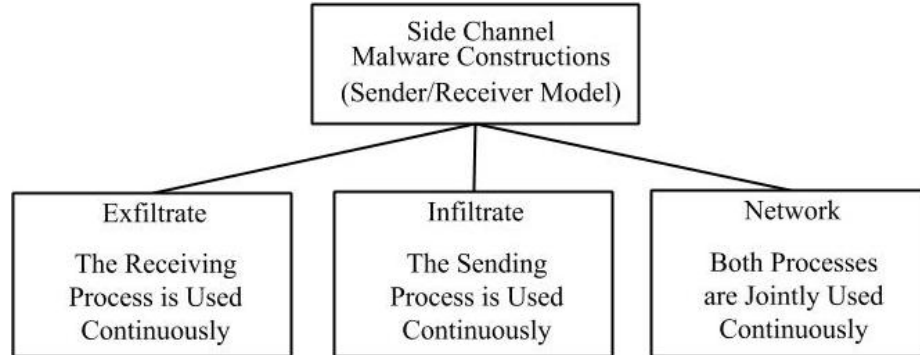 Side Channel
Malware Constructions
(Sender/Receiver Model)
Exfiltrate
The Receiving
Process is Used
Continuously
Infiltrate
The Sending
Process is Used
Continuously
Network
Both Processes
are Jointly Used
Continuously